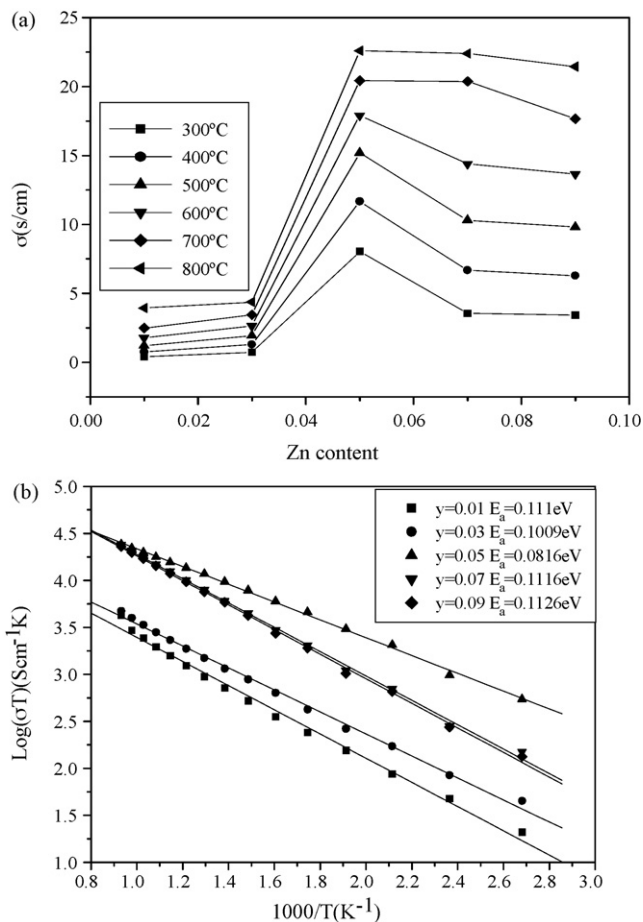 (a)
25
20
15
10
5
0
σ(s/cm)
300ºC
400ºC
500ºC
600ºC
700ºC
800ºC
0.00 0.02 0.04 0.06 0.08 0.10
Zn content
(b)
5.0
4.5
4.0
3.5
3.0
2.5
2.0
1.5
1.0
Log(σT)(Scm⁻¹K)
y=0.01 Eₐ=0.111eV
y=0.03 Eₐ=0.1009eV
y=0.05 Eₐ=0.0816eV
y=0.07 Eₐ=0.1116eV
y=0.09 Eₐ=0.1126eV
0.8 1.0 1.2 1.4 1.6 1.8 2.0 2.2 2.4 2.6 2.8 3.0
1000/T(K⁻¹)